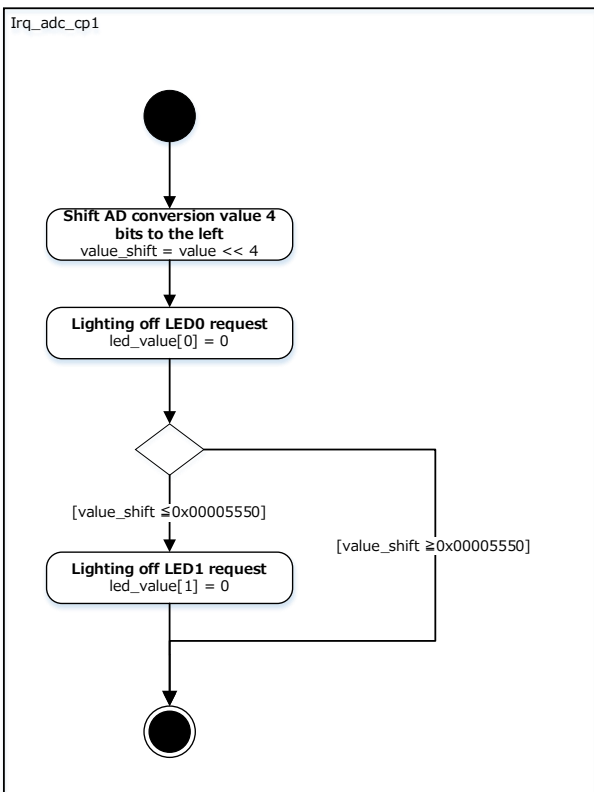 Irq_adc_cp1
Shift AD conversion value 4
bits to the left
value_shift = value << 4
Lighting off LED0 request
led_value[0] = 0
[value_shift ≦0x00005550]
[value_shift ≧0x00005550]
Lighting off LED1 request
led_value[1] = 0